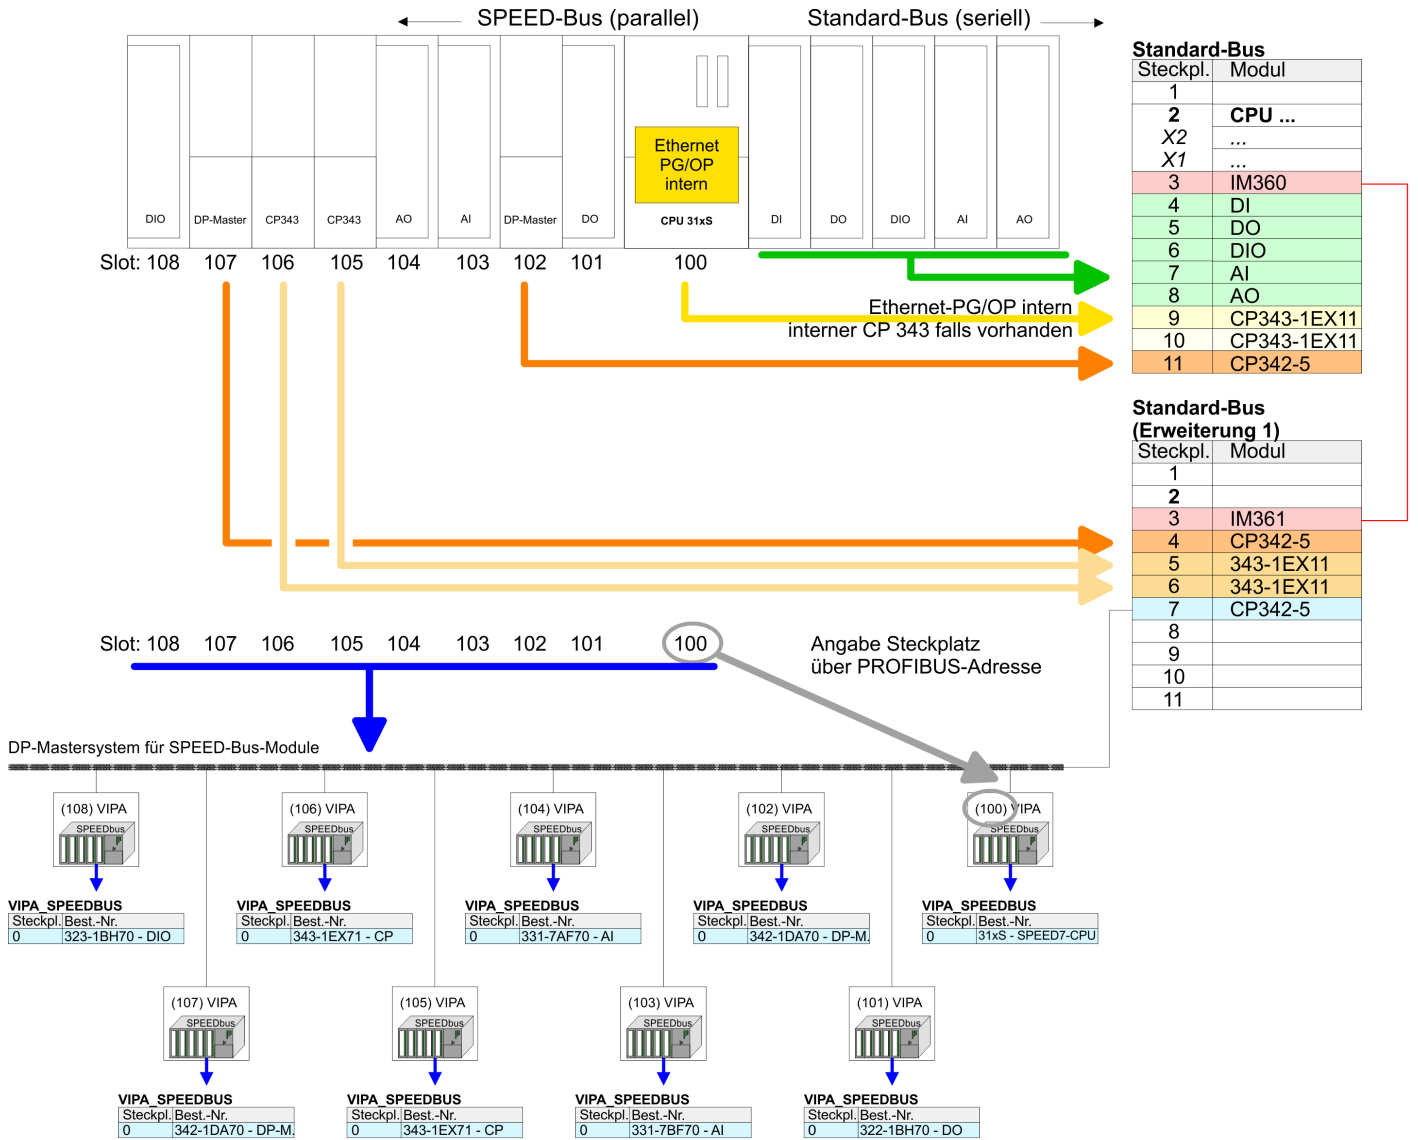 SPEED-Bus (parallel)
Standard-Bus (seriell)
Ethernet
PG/OP
intern
DIO
DP-Master
CP343
CP343
AO
AI
DP-Master
DO
CPU 31xS
DI
DO
DIO
AI
AO
Slot: 108 107 106 105 104 103 102 101 100
Ethernet-PG/OP intern
interner CP 343 falls vorhanden
Standard-Bus
Steckpl. Modul
1
2 CPU ...
X2 ...
X1 ...
3 IM360
4 DI
5 DO
6 DIO
7 AI
8 AO
9 CP343-1EX11
10 CP343-1EX11
11 CP342-5
Standard-Bus
(Erweiterung 1)
Steckpl. Modul
1
2
3 IM361
4 CP342-5
5 343-1EX11
6 343-1EX11
7 CP342-5
8
9
10
11
Slot: 108 107 106 105 104 103 102 101 100
Angabe Steckplatz
über PROFIBUS-Adresse
DP-Mastersystem für SPEED-Bus-Module
(108) VIPA
SPEEDbus
VIPA_SPEEDBUS
Steckpl. Best.-Nr.
0 323-1BH70 - DIO
(106) VIPA
SPEEDbus
VIPA_SPEEDBUS
Steckpl. Best.-Nr.
0 343-1EX71 - CP
(104) VIPA
SPEEDbus
VIPA_SPEEDBUS
Steckpl. Best.-Nr.
0 331-7AF70 - AI
(102) VIPA
SPEEDbus
VIPA_SPEEDBUS
Steckpl. Best.-Nr.
0 342-1DA70 - DP-M.
(100) VIPA
SPEEDbus
VIPA_SPEEDBUS
Steckpl. Best.-Nr.
0 31xS - SPEED7-CPU
(107) VIPA
SPEEDbus
VIPA_SPEEDBUS
Steckpl. Best.-Nr.
0 342-1DA70 - DP-M.
(105) VIPA
SPEEDbus
VIPA_SPEEDBUS
Steckpl. Best.-Nr.
0 343-1EX71 - CP
(103) VIPA
SPEEDbus
VIPA_SPEEDBUS
Steckpl. Best.-Nr.
0 331-7BF70 - AI
(101) VIPA
SPEEDbus
VIPA_SPEEDBUS
Steckpl. Best.-Nr.
0 322-1BH70 - DO